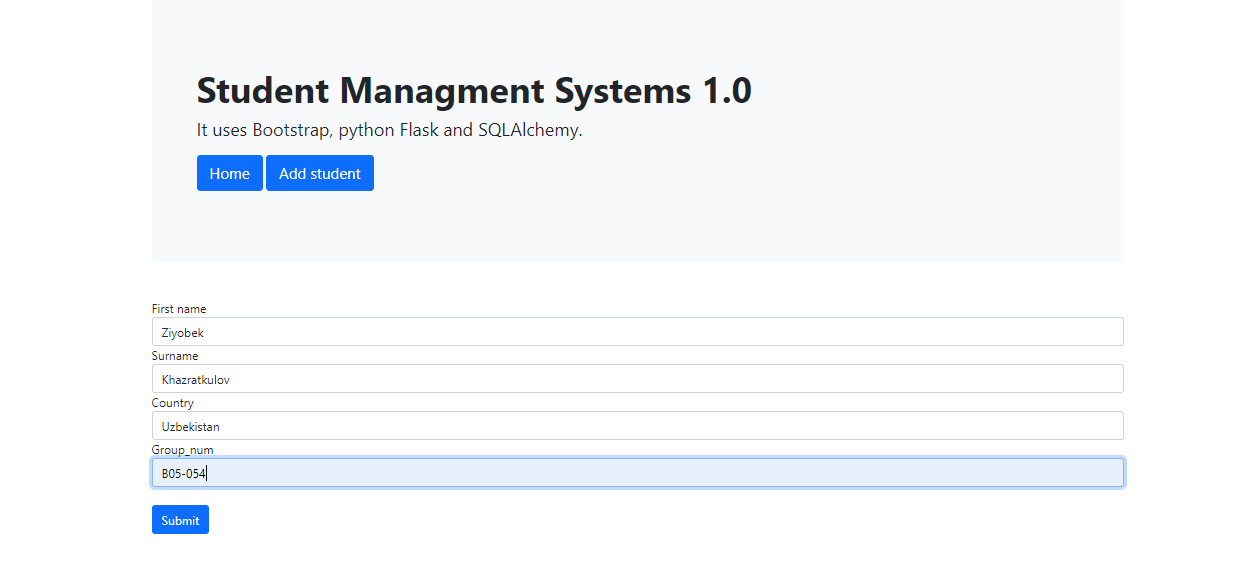 Student Managment Systems 1.0
It uses Bootstrap, python Flask and SQLAlchemy.
Home Add student
First name
Ziyobek
Surname
Khazratkulov
Country
Uzbekistan
Group_num
B05-054
Submit